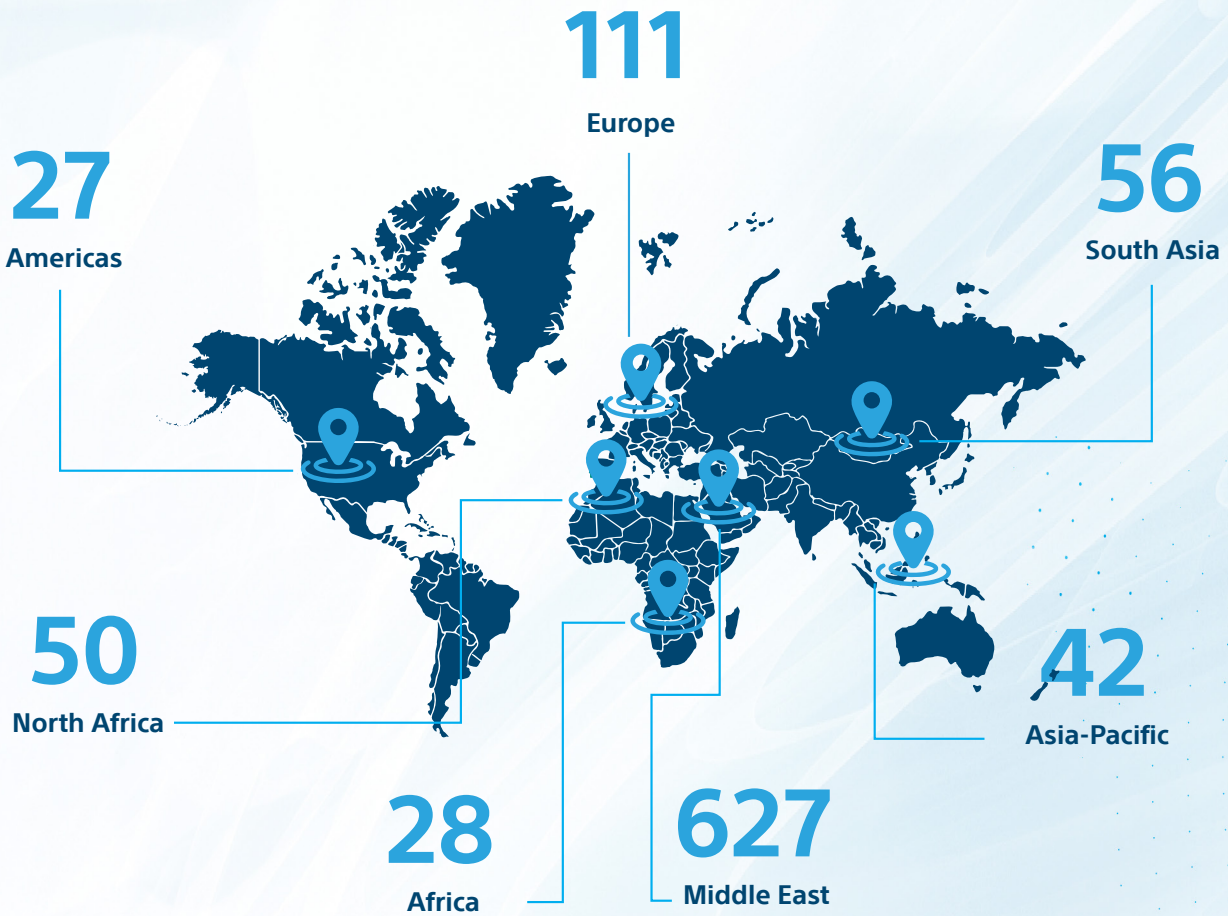 111
Europe
27
Americas
56
South Asia
50
North Africa
42
Asia-Pacific
28
Africa
627
Middle East